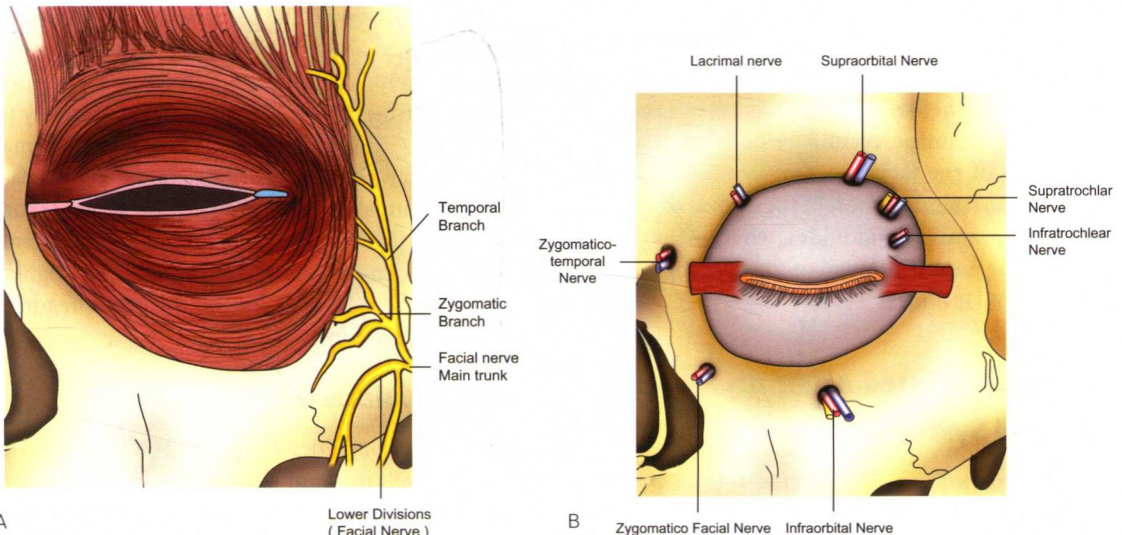 Temporal
Branch
Zygomatic
Branch
Facial nerve
Main trunk
Lower Divisions
( Facial Nerve )
A
Lacrimal nerve
Supraorbital Nerve
Supratrochlar
Nerve
Infratrochlear
Nerve
Zygomatico-
temporal
Nerve
Zygomatico Facial Nerve
Infraorbital Nerve
B